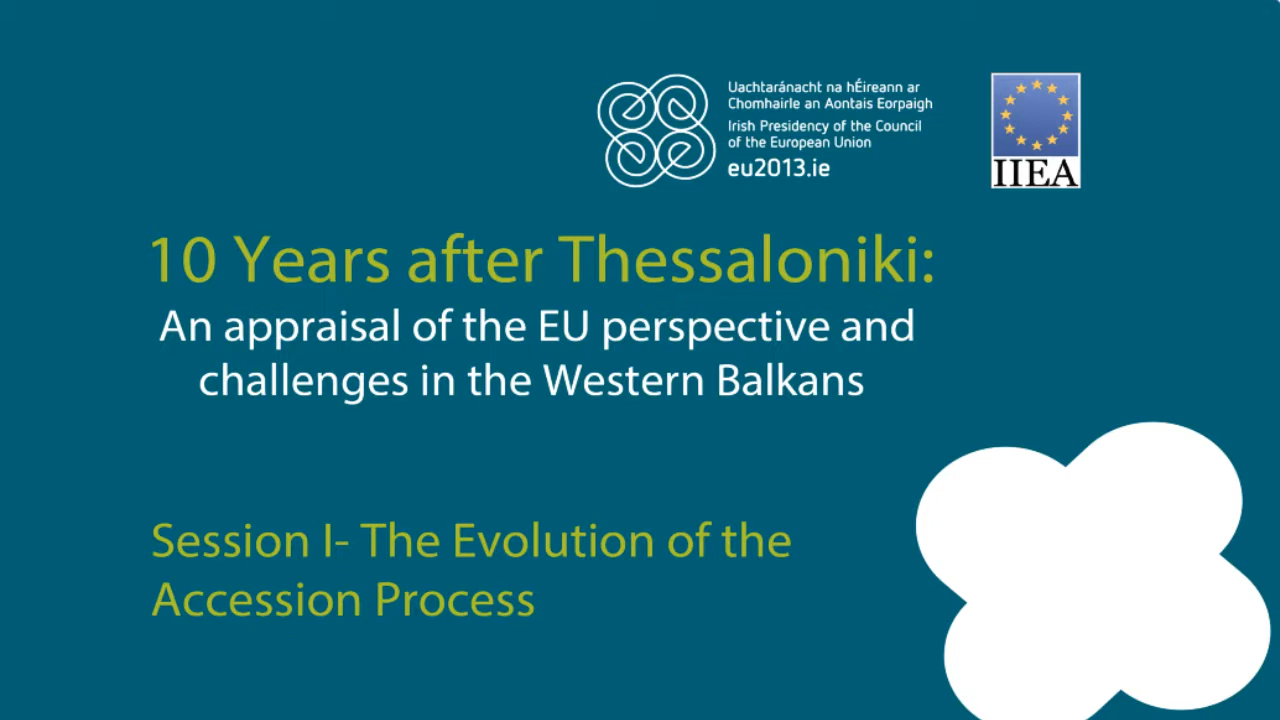 Uachtaránacht na hÉireann ar
Chomhairle an Aontais Eorpaigh
Irish Presidency of the Council
of the European Union
eu2013.ie
IIEA
10 Years after Thessaloniki:
An appraisal of the EU perspective and
challenges in the Western Balkans
Session I- The Evolution of the
Accession Process